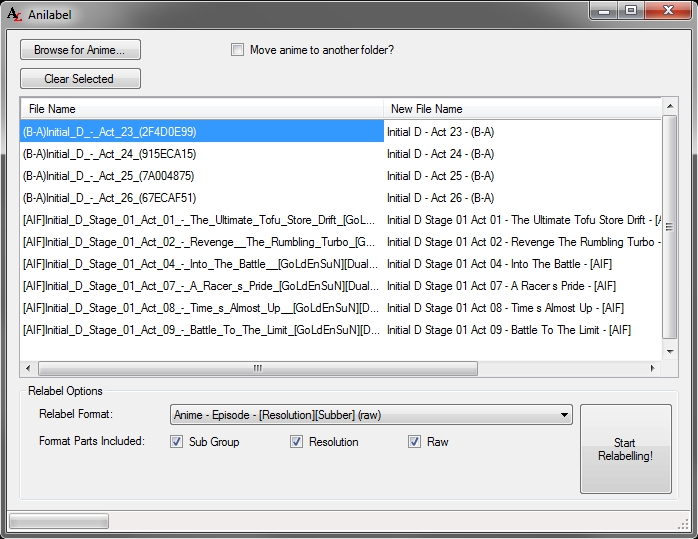 AL Anilabel
Browse for Anime...
Move anime to another folder?
Clear Selected
File Name New File Name
(B-A)Initial_D_-_Act_23_(2F4D0E99) Initial D - Act 23 - (B-A)
(B-A)Initial_D_-_Act_24_(915ECA15) Initial D - Act 24 - (B-A)
(B-A)Initial_D_-_Act_25_(7A004875) Initial D - Act 25 - (B-A)
(B-A)Initial_D_-_Act_26_(67ECAF51) Initial D - Act 26 - (B-A)
[AIF]Initial_D_Stage_01_Act_01_-_The_Ultimate_Tofu_Store_Drift_[GoL... Initial D Stage 01 Act 01 - The Ultimate Tofu Store Drift - [A
[AIF]Initial_D_Stage_01_Act_02_-_Revenge__The_Rumbling_Turbo_[G... Initial D Stage 01 Act 02 - Revenge The Rumbling Turbo -
[AIF]Initial_D_Stage_01_Act_04_-_Into_The_Battle__[GoLdEnSuN][Dual... Initial D Stage 01 Act 04 - Into The Battle - [AIF]
[AIF]Initial_D_Stage_01_Act_07_-_A_Racer_s_Pride_[GoLdEnSuN][Dua... Initial D Stage 01 Act 07 - A Racer s Pride - [AIF]
[AIF]Initial_D_Stage_01_Act_08_-_Time_s_Almost_Up__[GoLdEnSuN][D... Initial D Stage 01 Act 08 - Time s Almost Up - [AIF]
[AIF]Initial_D_Stage_01_Act_09_-_Battle_To_The_Limit_[GoLdEnSuN][D... Initial D Stage 01 Act 09 - Battle To The Limit - [AIF]
Relabel Options
Relabel Format: Anime - Episode - [Resolution][Subber] (raw)
Format Parts Included: Sub Group Resolution Raw
Start
Relabelling!